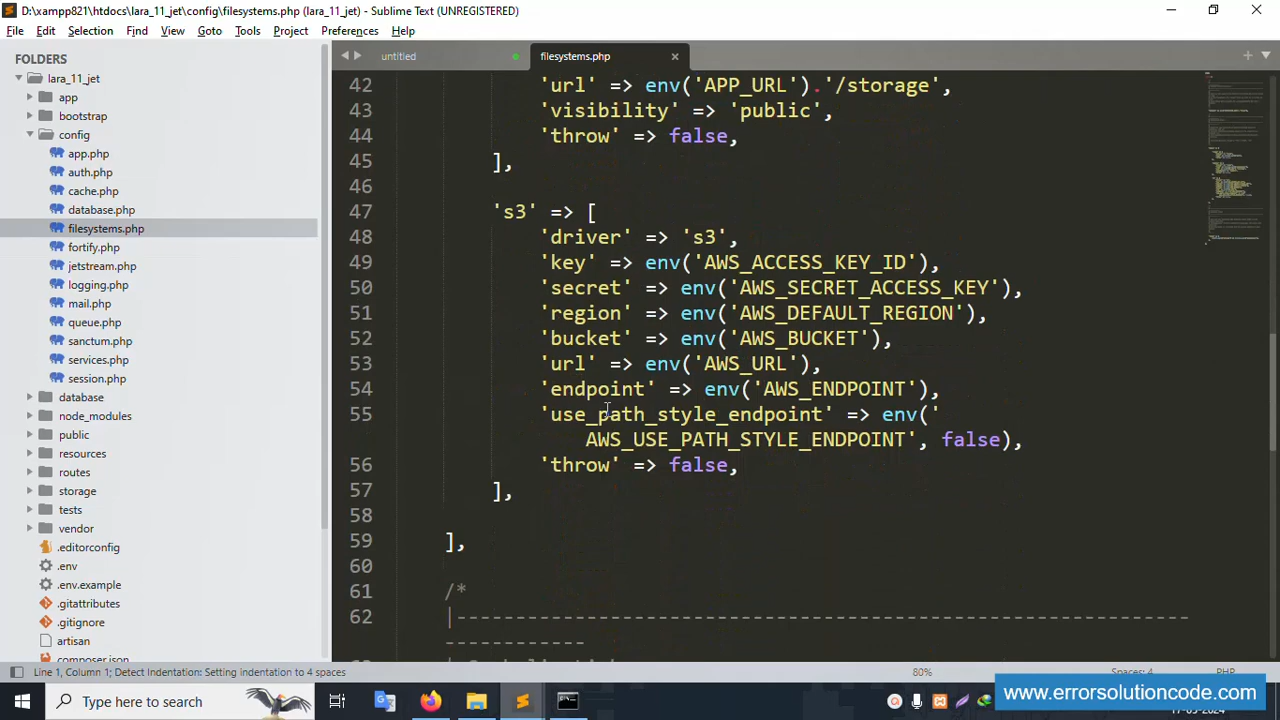 D:\xampp821\htdocs\lara_11_jet\config\filesystems.php (lara_11_jet) - Sublime Text (UNREGISTERED)
File Edit Selection Find View Goto Tools Project Preferences Help
FOLDERS
lara_11_jet
app
bootstrap
config
app.php
auth.php
cache.php
database.php
filesystems.php
fortify.php
jetstream.php
logging.php
mail.php
queue.php
sanctum.php
services.php
session.php
database
node_modules
public
resources
routes
storage
tests
vendor
.editorconfig
.env
.env.example
.gitattributes
.gitignore
artisan
composer.json
untitled
filesystems.php
42 'url' => env('APP_URL').'/storage',
43 'visibility' => 'public',
44 'throw' => false,
45 ],
46
47 's3' => [
48 'driver' => 's3',
49 'key' => env('AWS_ACCESS_KEY_ID'),
50 'secret' => env('AWS_SECRET_ACCESS_KEY'),
51 'region' => env('AWS_DEFAULT_REGION'),
52 'bucket' => env('AWS_BUCKET'),
53 'url' => env('AWS_URL'),
54 'endpoint' => env('AWS_ENDPOINT'),
55 'use_path_style_endpoint' => env('
AWS_USE_PATH_STYLE_ENDPOINT', false),
56 'throw' => false,
57 ],
58
59 ],
60
61 /*
62 |--------------------------------------------------------------
------------
Line 1, Column 1; Detect Indentation: Setting indentation to 4 spaces
80%
Spaces: 4
PHP
Type here to search
www.errorsolutioncode.com